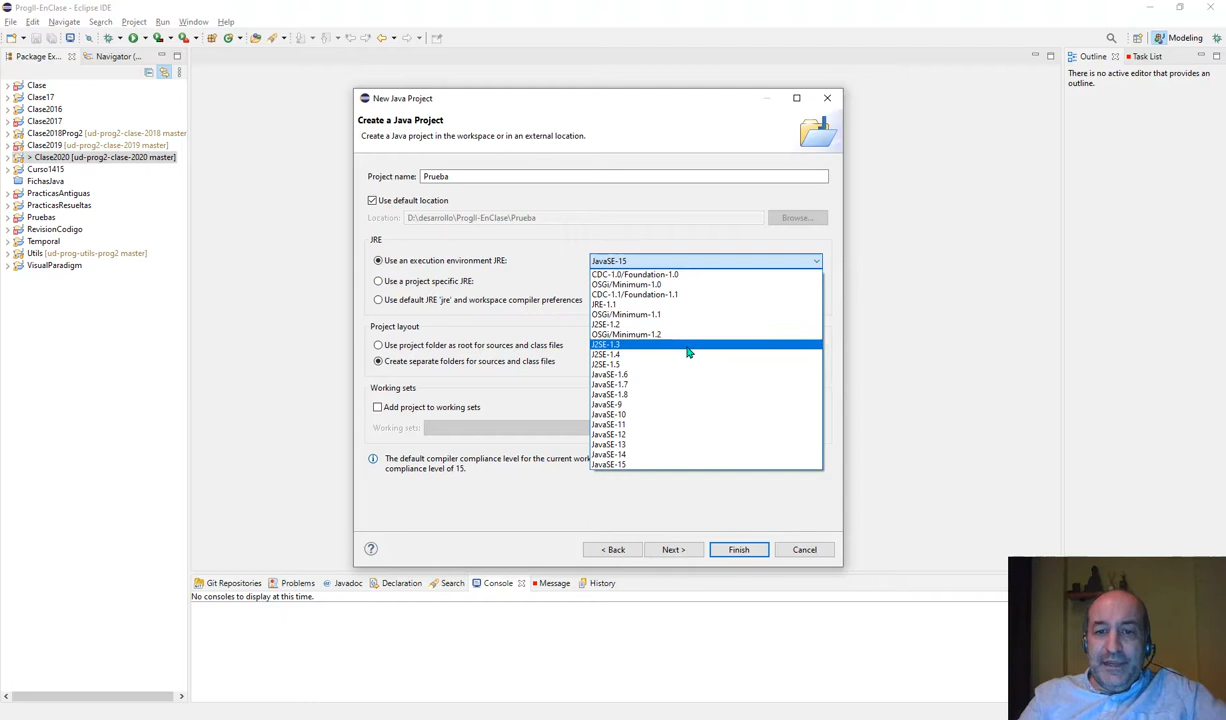 ProgII-EnClase - Eclipse IDE
File Edit Navigate Search Project Run Window Help
Modeling
Package Ex... Navigator (...
Outline Task List
There is no active editor that provides an
outline.
Clase
Clase17
Clase2016
Clase2017
Clase2018Prog2 [ud-prog2-clase-2018 master]
Clase2019 [ud-prog2-clase-2019 master]
> Clase2020 [ud-prog2-clase-2020 master]
Curso1415
FichasJava
PracticasAntiguas
PracticasResueltas
Pruebas
RevisionCodigo
Temporal
Utils [ud-prog-utils-prog2 master]
VisualParadigm
New Java Project
Create a Java Project
Create a Java project in the workspace or in an external location.
Project name: Prueba
Use default location
Location: D:\desarrollo\ProgII-EnClase\Prueba Browse...
JRE
Use an execution environment JRE: JavaSE-15
Use a project specific JRE:
Use default JRE 'jre' and workspace compiler preferences
CDC-1.0/Foundation-1.0
OSGi/Minimum-1.0
CDC-1.1/Foundation-1.1
JRE-1.1
OSGi/Minimum-1.1
J2SE-1.2
OSGi/Minimum-1.2
J2SE-1.3
J2SE-1.4
J2SE-1.5
JavaSE-1.6
JavaSE-1.7
JavaSE-1.8
JavaSE-9
JavaSE-10
JavaSE-11
JavaSE-12
JavaSE-13
JavaSE-14
JavaSE-15
Project layout
Use project folder as root for sources and class files
Create separate folders for sources and class files
Working sets
Add project to working sets
Working sets:
The default compiler compliance level for the current work
compliance level of 15.
< Back Next > Finish Cancel
Git Repositories Problems Javadoc Declaration Search Console Message History
No consoles to display at this time.